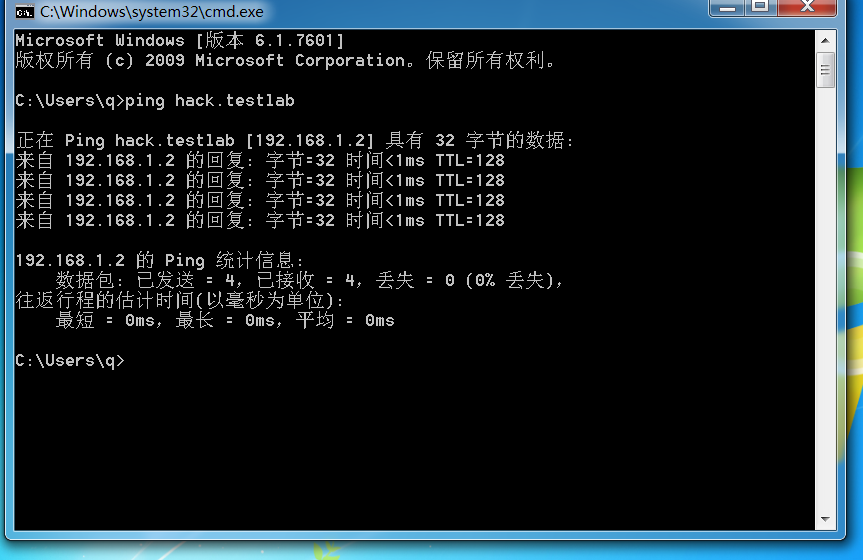 C:\Windows\system32\cmd.exe
Microsoft Windows [版本 6.1.7601]
版权所有 (c) 2009 Microsoft Corporation。保留所有权利。
C:\Users\q>ping hack.testlab
正在 Ping hack.testlab [192.168.1.2] 具有 32 字节的数据:
来自 192.168.1.2 的回复: 字节=32 时间<1ms TTL=128
来自 192.168.1.2 的回复: 字节=32 时间<1ms TTL=128
来自 192.168.1.2 的回复: 字节=32 时间<1ms TTL=128
来自 192.168.1.2 的回复: 字节=32 时间<1ms TTL=128
192.168.1.2 的 Ping 统计信息:
数据包: 已发送 = 4，已接收 = 4，丢失 = 0 (0% 丢失)，
往返行程的估计时间(以毫秒为单位):
最短 = 0ms，最长 = 0ms，平均 = 0ms
C:\Users\q>